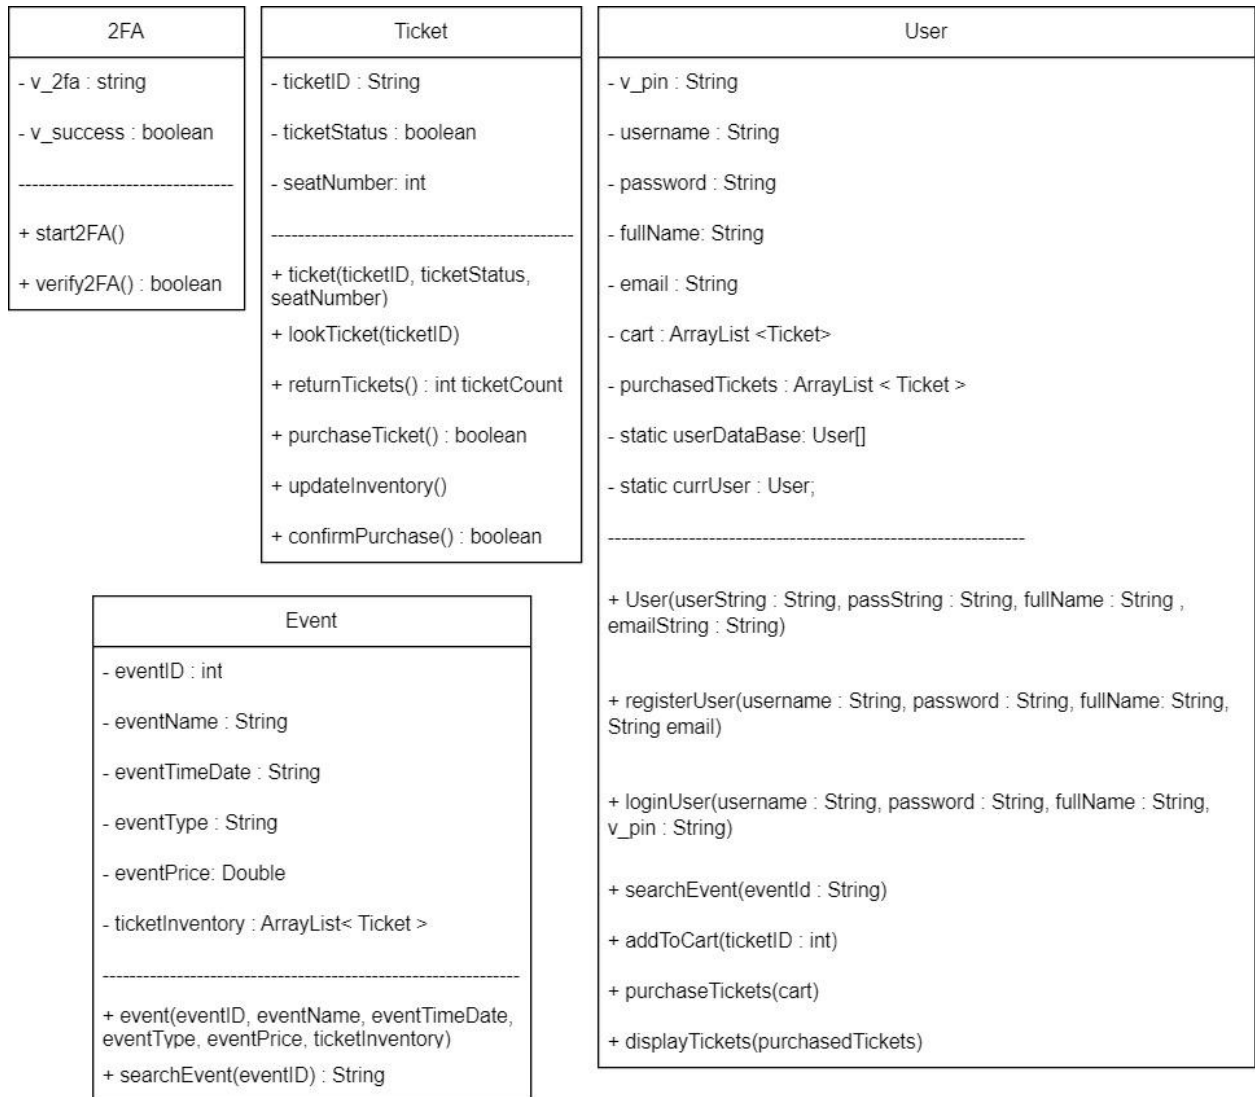 2FA
- v_2fa : string
- v_success : boolean
--------------------------------
+ start2FA()
+ verify2FA() : boolean
Ticket
- ticketID : String
- ticketStatus : boolean
- seatNumber: int
---------------------------------------------
+ ticket(ticketID, ticketStatus,
seatNumber)
+ lookTicket(ticketID)
+ returnTickets() : int ticketCount
+ purchaseTicket() : boolean
+ updateInventory()
+ confirmPurchase() : boolean
User
- v_pin : String
- username : String
- password : String
- fullName: String
- email : String
- cart : ArrayList <Ticket>
- purchasedTickets : ArrayList < Ticket >
- static userDataBase: User[]
- static currUser : User;
--------------------------------------------------------------
+ User(userString : String, passString : String, fullName : String ,
emailString : String)
+ registerUser(username : String, password : String, fullName: String,
String email)
+ loginUser(username : String, password : String, fullName : String,
v_pin : String)
+ searchEvent(eventId : String)
+ addToCart(ticketID : int)
+ purchaseTickets(cart)
+ displayTickets(purchasedTickets)
Event
- eventID : int
- eventName : String
- eventTimeDate : String
- eventType : String
- eventPrice: Double
- ticketInventory : ArrayList< Ticket >
--------------------------------------------------------------
+ event(eventID, eventName, eventTimeDate,
eventType, eventPrice, ticketInventory)
+ searchEvent(eventID) : String